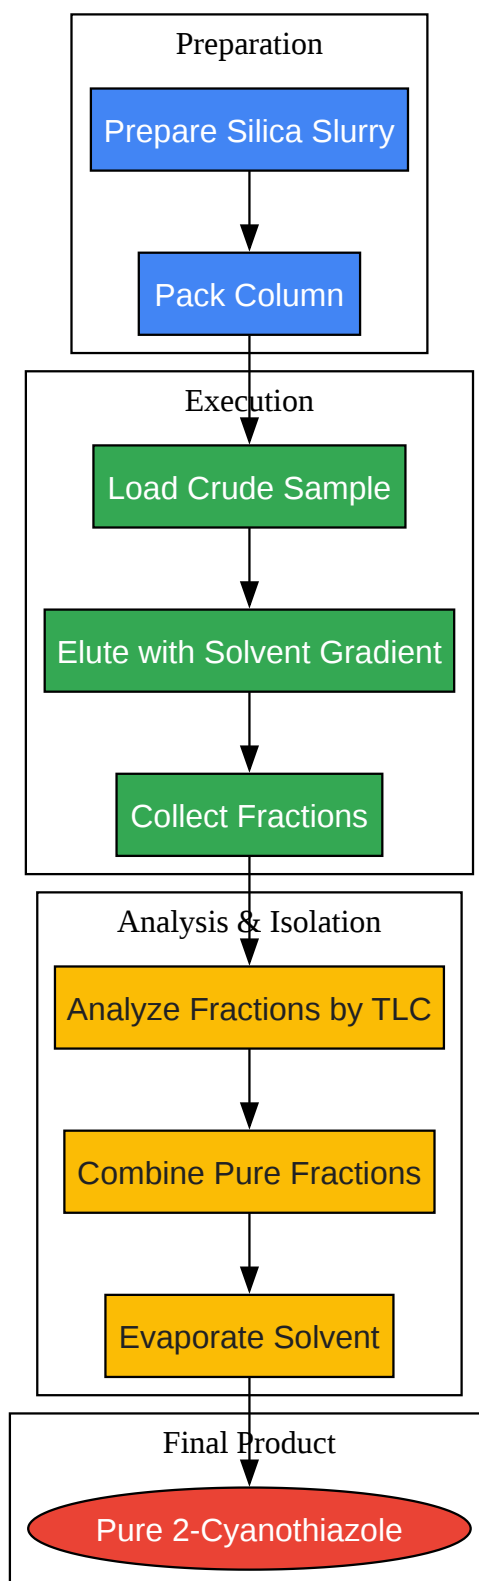 Preparation
Prepare Silica Slurry
Pack Column
Execution
Load Crude Sample
Elute with Solvent Gradient
Collect Fractions
Analysis & Isolation
Analyze Fractions by TLC
Combine Pure Fractions
Evaporate Solvent
Final Product
Pure 2-Cyanothiazole